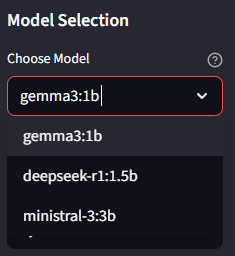 Model Selection
Choose Model
gemma3:1b
gemma3:1b
deepseek-r1:1.5b
ministral-3:3b